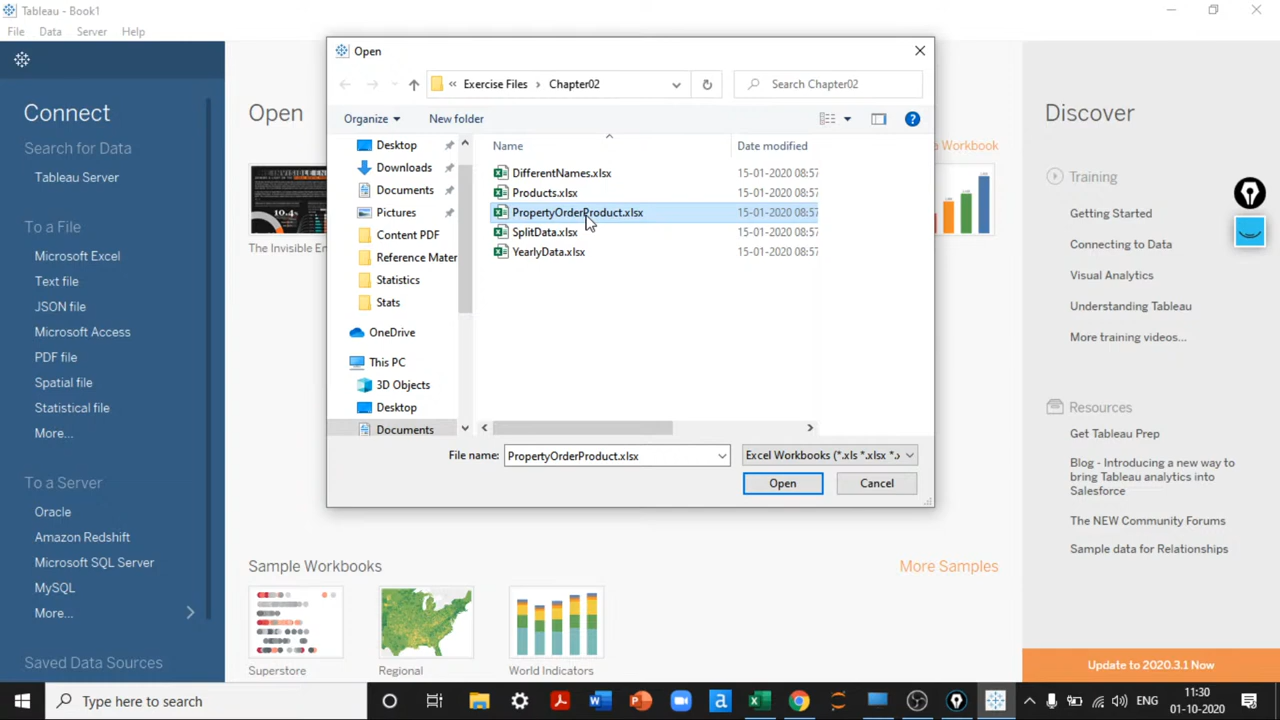 Tableau - Book1
File Data Server Help
Connect
Search for Data
Tableau Server
To a File
Microsoft Excel
Text file
JSON file
Microsoft Access
PDF file
Spatial file
Statistical file
More...
To a Server
Oracle
Amazon Redshift
Microsoft SQL Server
MySQL
More...
Saved Data Sources
Open
The Invisible En
a Workbook
Open
« Exercise Files › Chapter02
Search Chapter02
Organize New folder
Desktop
Downloads
Documents
Pictures
Content PDF
Reference Mater
Statistics
Stats
OneDrive
This PC
3D Objects
Desktop
Documents
Name Date modified
DifferentNames.xlsx 15-01-2020 08:57
Products.xlsx 15-01-2020 08:57
PropertyOrderProduct.xlsx 15-01-2020 08:57
SplitData.xlsx 15-01-2020 08:57
YearlyData.xlsx 15-01-2020 08:57
File name: PropertyOrderProduct.xlsx
Excel Workbooks (*.xls *.xlsx *.x
Open Cancel
Sample Workbooks
More Samples
Superstore
Regional
World Indicators
Discover
Training
Getting Started
Connecting to Data
Visual Analytics
Understanding Tableau
More training videos...
Resources
Get Tableau Prep
Blog - Introducing a new way to
bring Tableau analytics into
Salesforce
The NEW Community Forums
Sample data for Relationships
Update to 2020.3.1 Now
Type here to search
ENG
11:30
01-10-2020